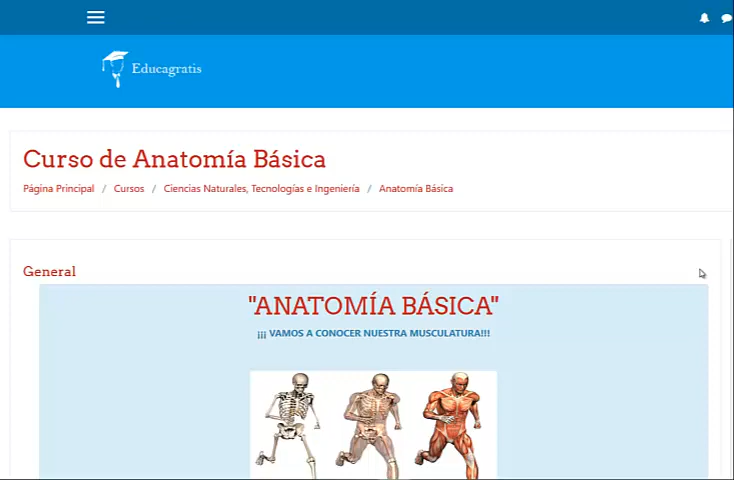 Educagratis
Curso de Anatomía Básica
Página Principal / Cursos / Ciencias Naturales, Tecnologías e Ingeniería / Anatomía Básica
General
"ANATOMÍA BÁSICA"
¡¡¡ VAMOS A CONOCER NUESTRA MUSCULATURA!!!